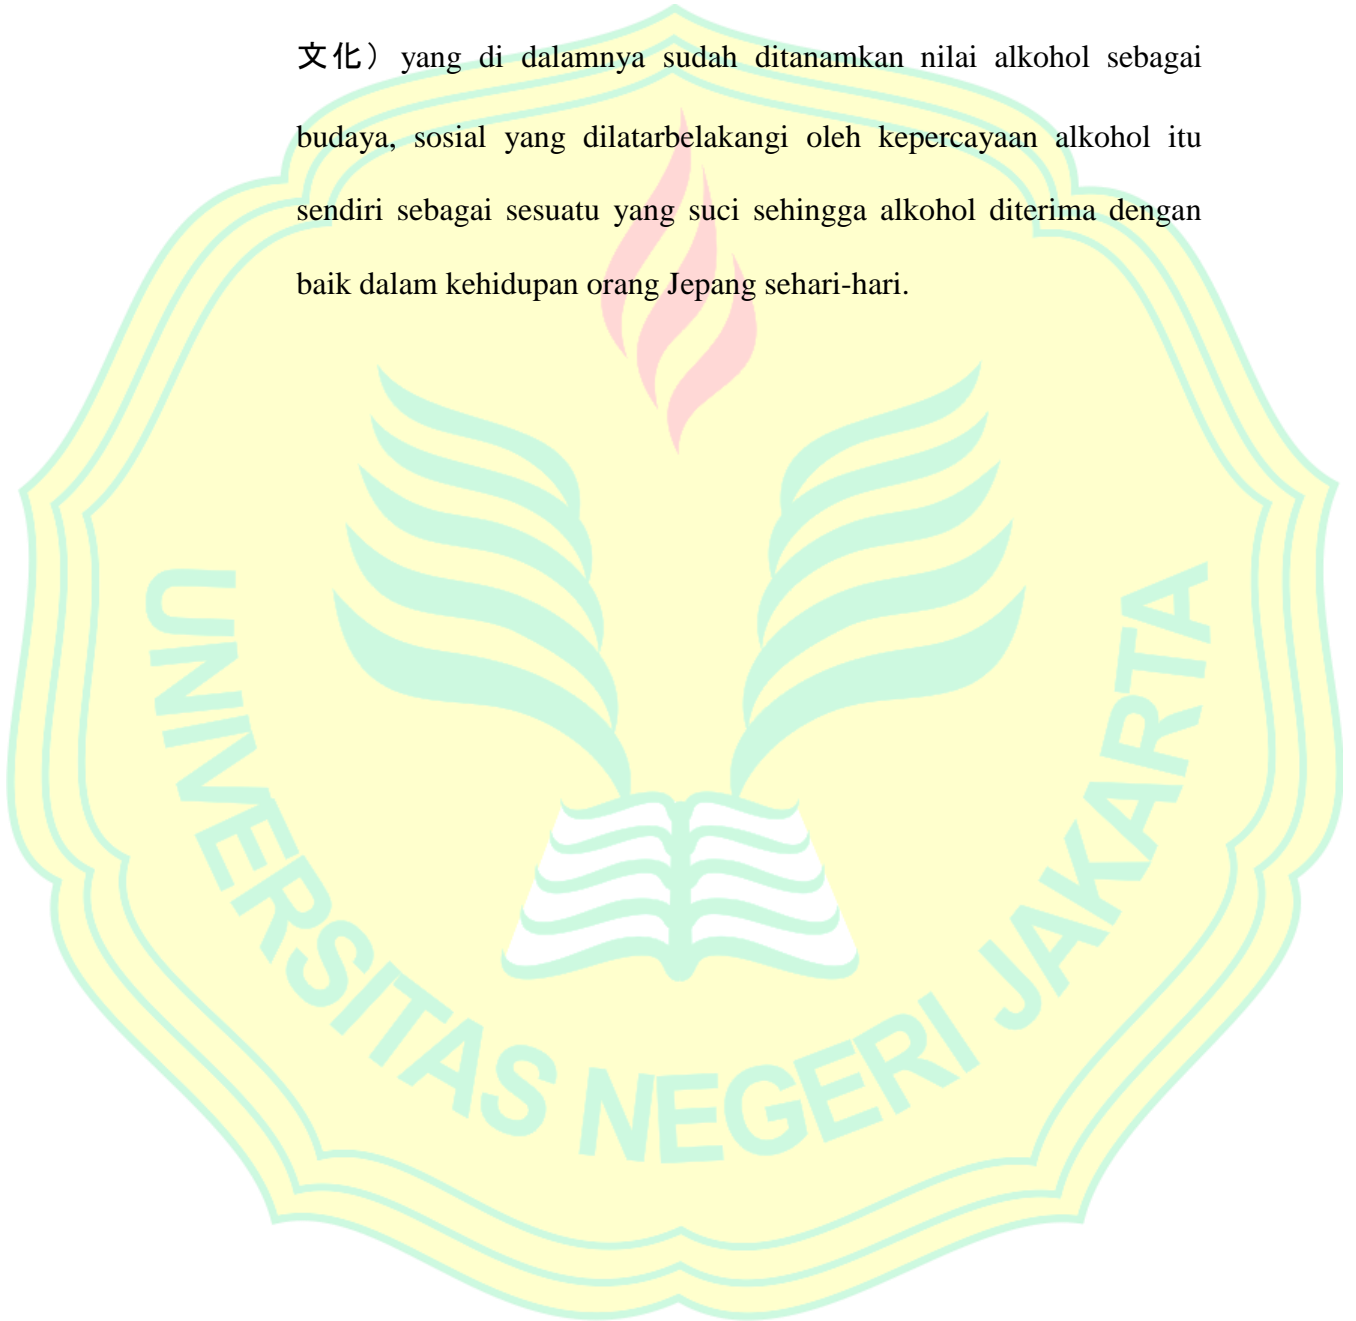 文化）yang di dalamnya sudah ditanamkan nilai alkohol sebagai
budaya, sosial yang dilatarbelakangi oleh kepercayaan alkohol itu
sendiri sebagai sesuatu yang suci sehingga alkohol diterima dengan
baik dalam kehidupan orang Jepang sehari-hari.
UNIVERSITAS NEGERI JAKARTA